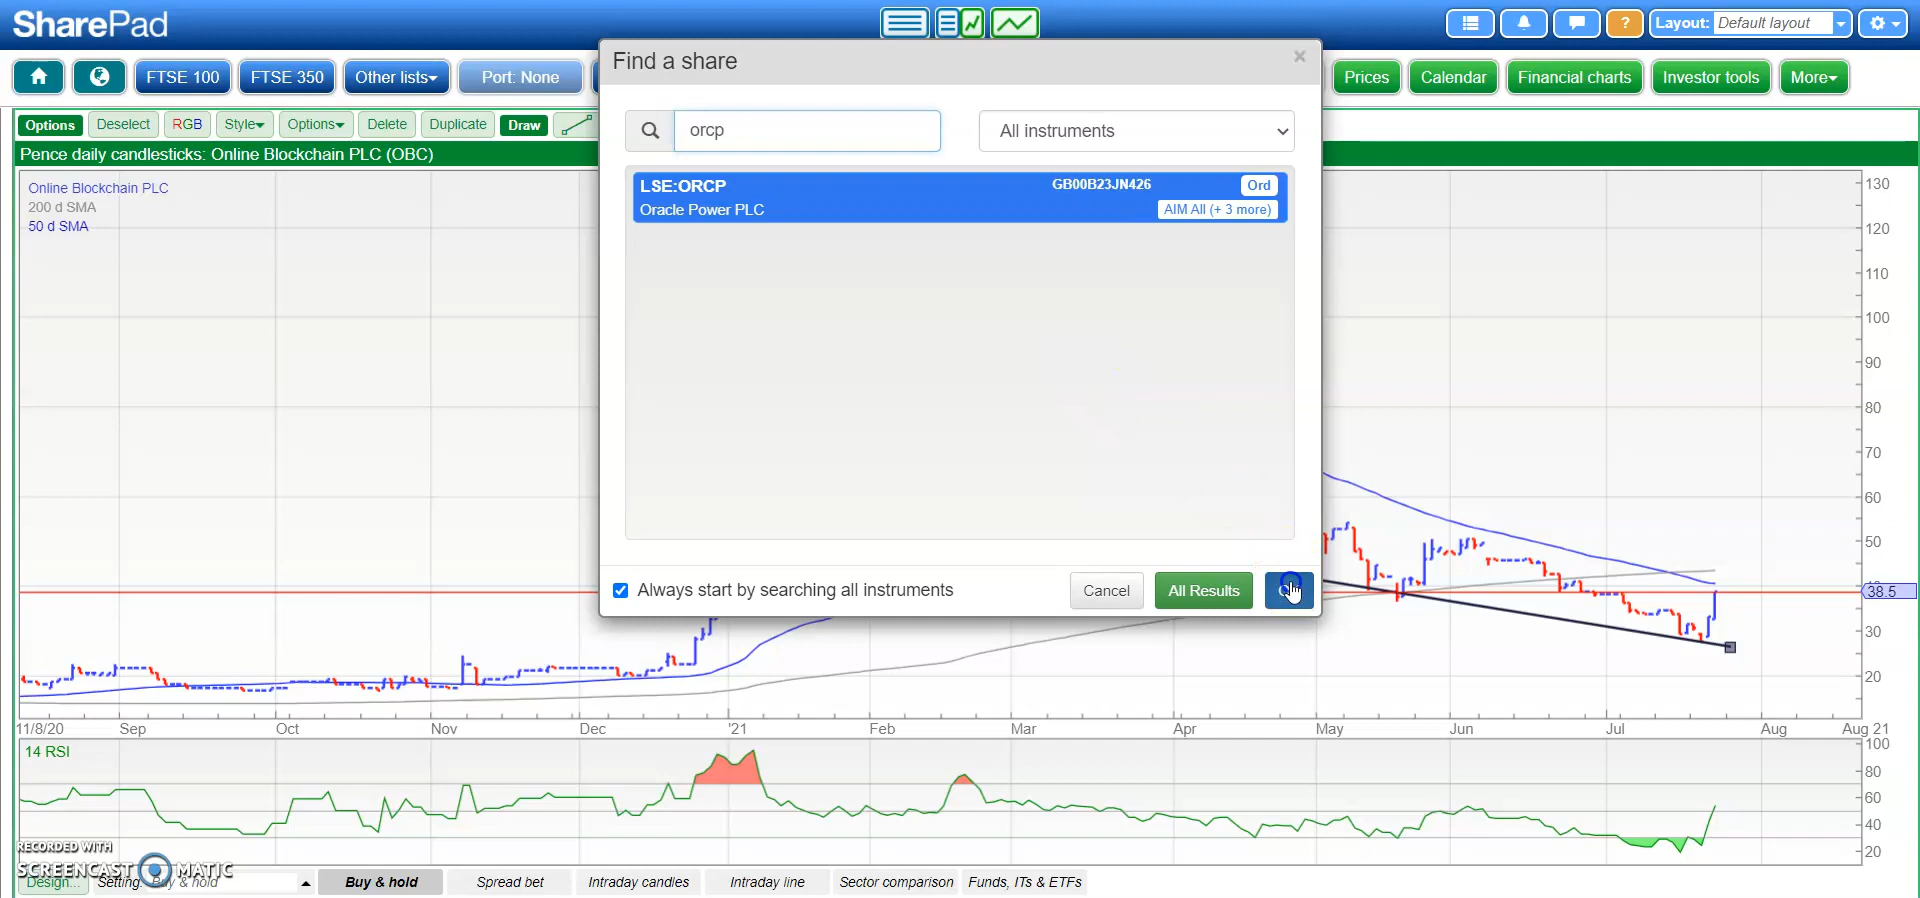 SharePad
Layout: Default layout
?
FTSE 100
FTSE 350
Other lists
Port: None
Prices
Calendar
Financial charts
Investor tools
More
Find a share
×
orcp
All instruments
LSE:ORCP
GB00B23JN426
Ord
Oracle Power PLC
AIM All (+ 3 more)
Always start by searching all instruments
Cancel
All Results
Options
Deselect
RGB
Style
Options
Delete
Duplicate
Draw
Pence daily candlesticks: Online Blockchain PLC (OBC)
Online Blockchain PLC
200 d SMA
50 d SMA
130
120
110
100
90
80
70
60
50
38.5
30
20
11/8/20
Sep
Oct
Nov
Dec
'21
Feb
Mar
Apr
May
Jun
Jul
Aug
Aug 21
14 RSI
100
80
60
40
20
RECORDED WITH
SCREENCAST MATIC
Design...
Setting: Buy & hold
Buy & hold
Spread bet
Intraday candles
Intraday line
Sector comparison
Funds, ITs & ETFs